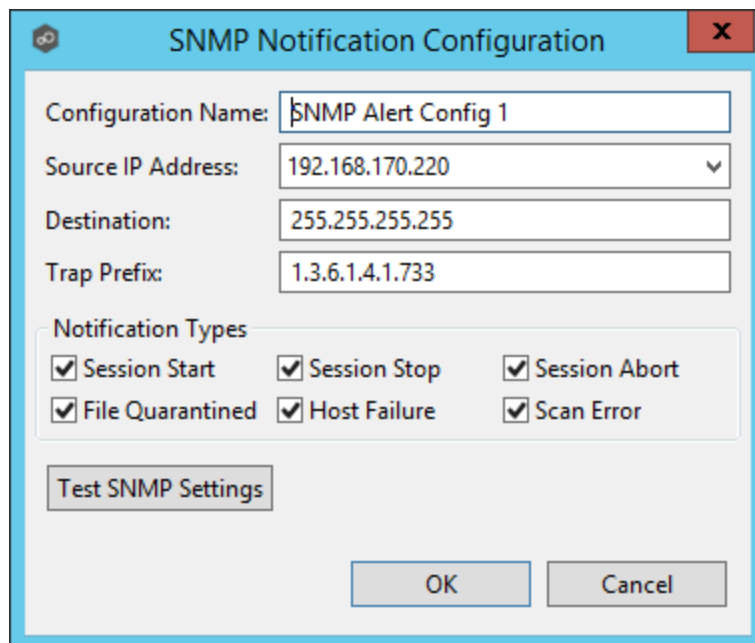 SNMP Notification Configuration
x
Configuration Name: SNMP Alert Config 1
Source IP Address: 192.168.170.220
Destination: 255.255.255.255
Trap Prefix: 1.3.6.1.4.1.733
Notification Types
Session Start Session Stop Session Abort
File Quarantined Host Failure Scan Error
Test SNMP Settings
OK Cancel